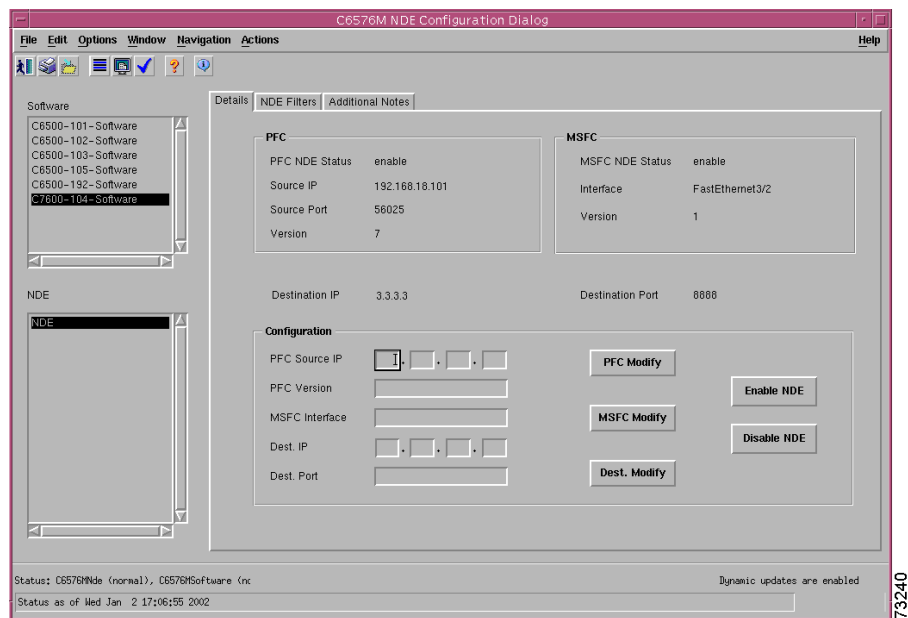 C6576M NDE Configuration Dialog
File Edit Options Window Navigation Actions Help
Software
C6500-101-Software
C6500-102-Software
C6500-103-Software
C6500-105-Software
C6500-192-Software
C7600-104-Software
NDE
NDE
Details NDE Filters Additional Notes
PFC
PFC NDE Status enable
Source IP 192.168.18.101
Source Port 56025
Version 7
MSFC
MSFC NDE Status enable
Interface FastEthernet3/2
Version 1
Destination IP 3.3.3.3 Destination Port 8888
Configuration
PFC Source IP . . . PFC Modify
PFC Version
Enable NDE
MSFC Interface MSFC Modify
Disable NDE
Dest. IP . . .
Dest. Port Dest. Modify
Status: C6576MNde (normal), C6576MSoftware (nc Dynamic updates are enabled
Status as of Wed Jan 2 17:06:55 2002
73240